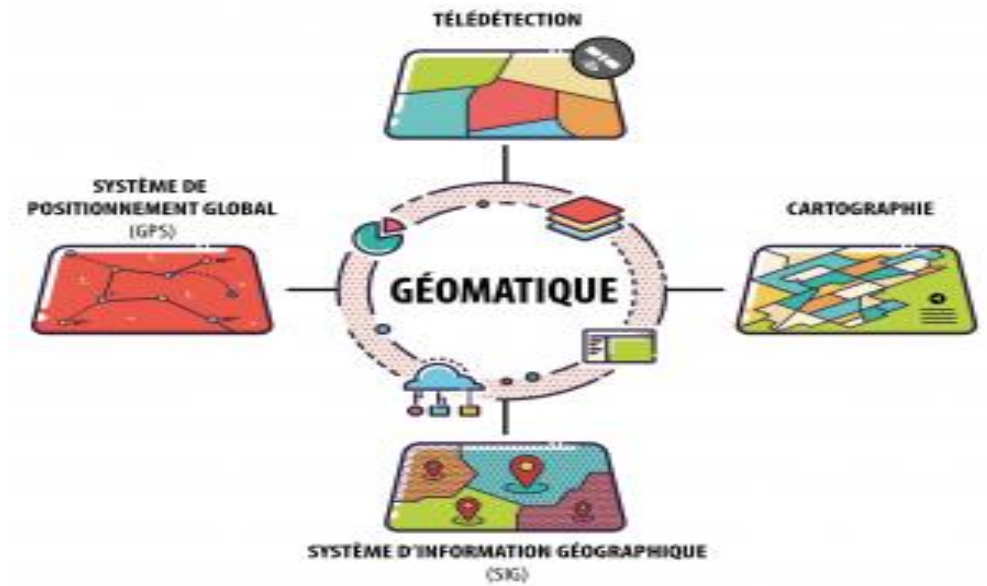 TÉLÉDÉTECTION
SYSTÈME DE
POSITIONNEMENT GLOBAL
(GPS)
CARTOGRAPHIE
GÉOMATIQUE
SYSTÈME D'INFORMATION GÉOGRAPHIQUE
(SIG)